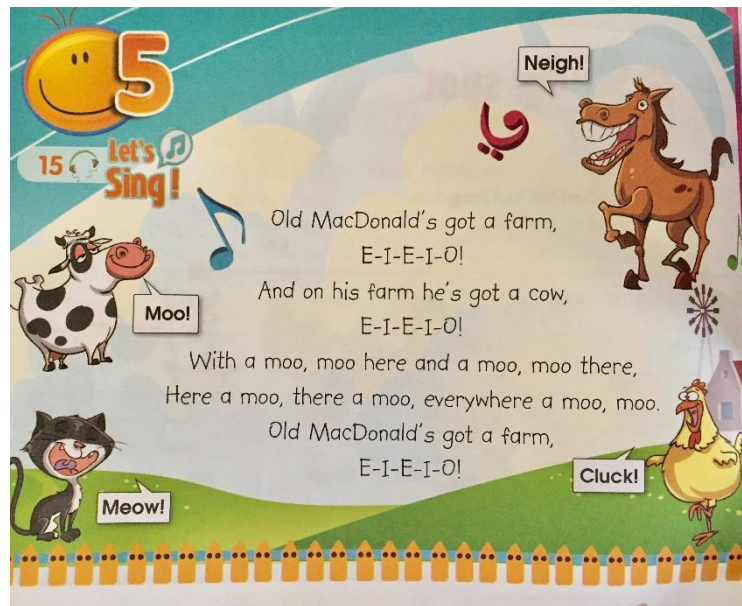 5
15
Let's
Sing!
Neigh!
Old MacDonald's got a farm,
E-I-E-I-O!
And on his farm he's got a cow,
E-I-E-I-O!
Moo!
With a moo, moo here and a moo, moo there,
Here a moo, there a moo, everywhere a moo, moo.
Old MacDonald's got a farm,
E-I-E-I-O!
Cluck!
Meow!